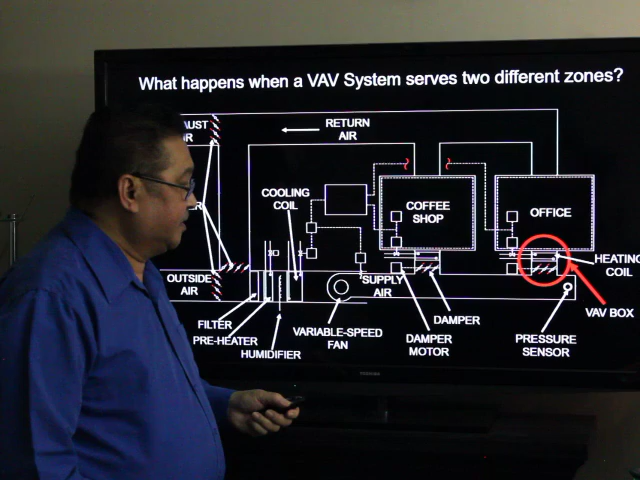 What happens when a VAV System serves two different zones?
RETURN
AIR
COOLING
COIL
COFFEE
SHOP
OFFICE
HEATING
COIL
OUTSIDE
AIR
SUPPLY
AIR
VAV BOX
DAMPER
FILTER
PRE-HEATER
HUMIDIFIER
VARIABLE-SPEED
FAN
DAMPER
MOTOR
PRESSURE
SENSOR
TOSHIBA